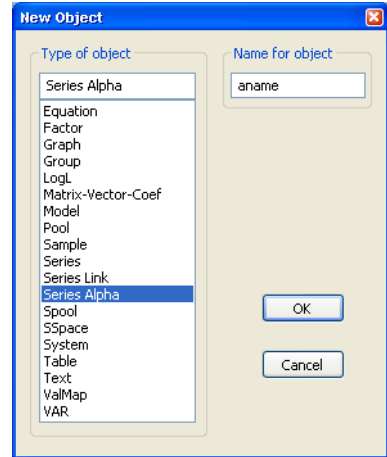 New Object
Type of object
Series Alpha
Equation
Factor
Graph
Group
LogL
Matrix-Vector-Coef
Model
Pool
Sample
Series
Series Link
Series Alpha
Spool
SSpace
System
Table
Text
ValMap
VAR
Name for object
aname
OK
Cancel